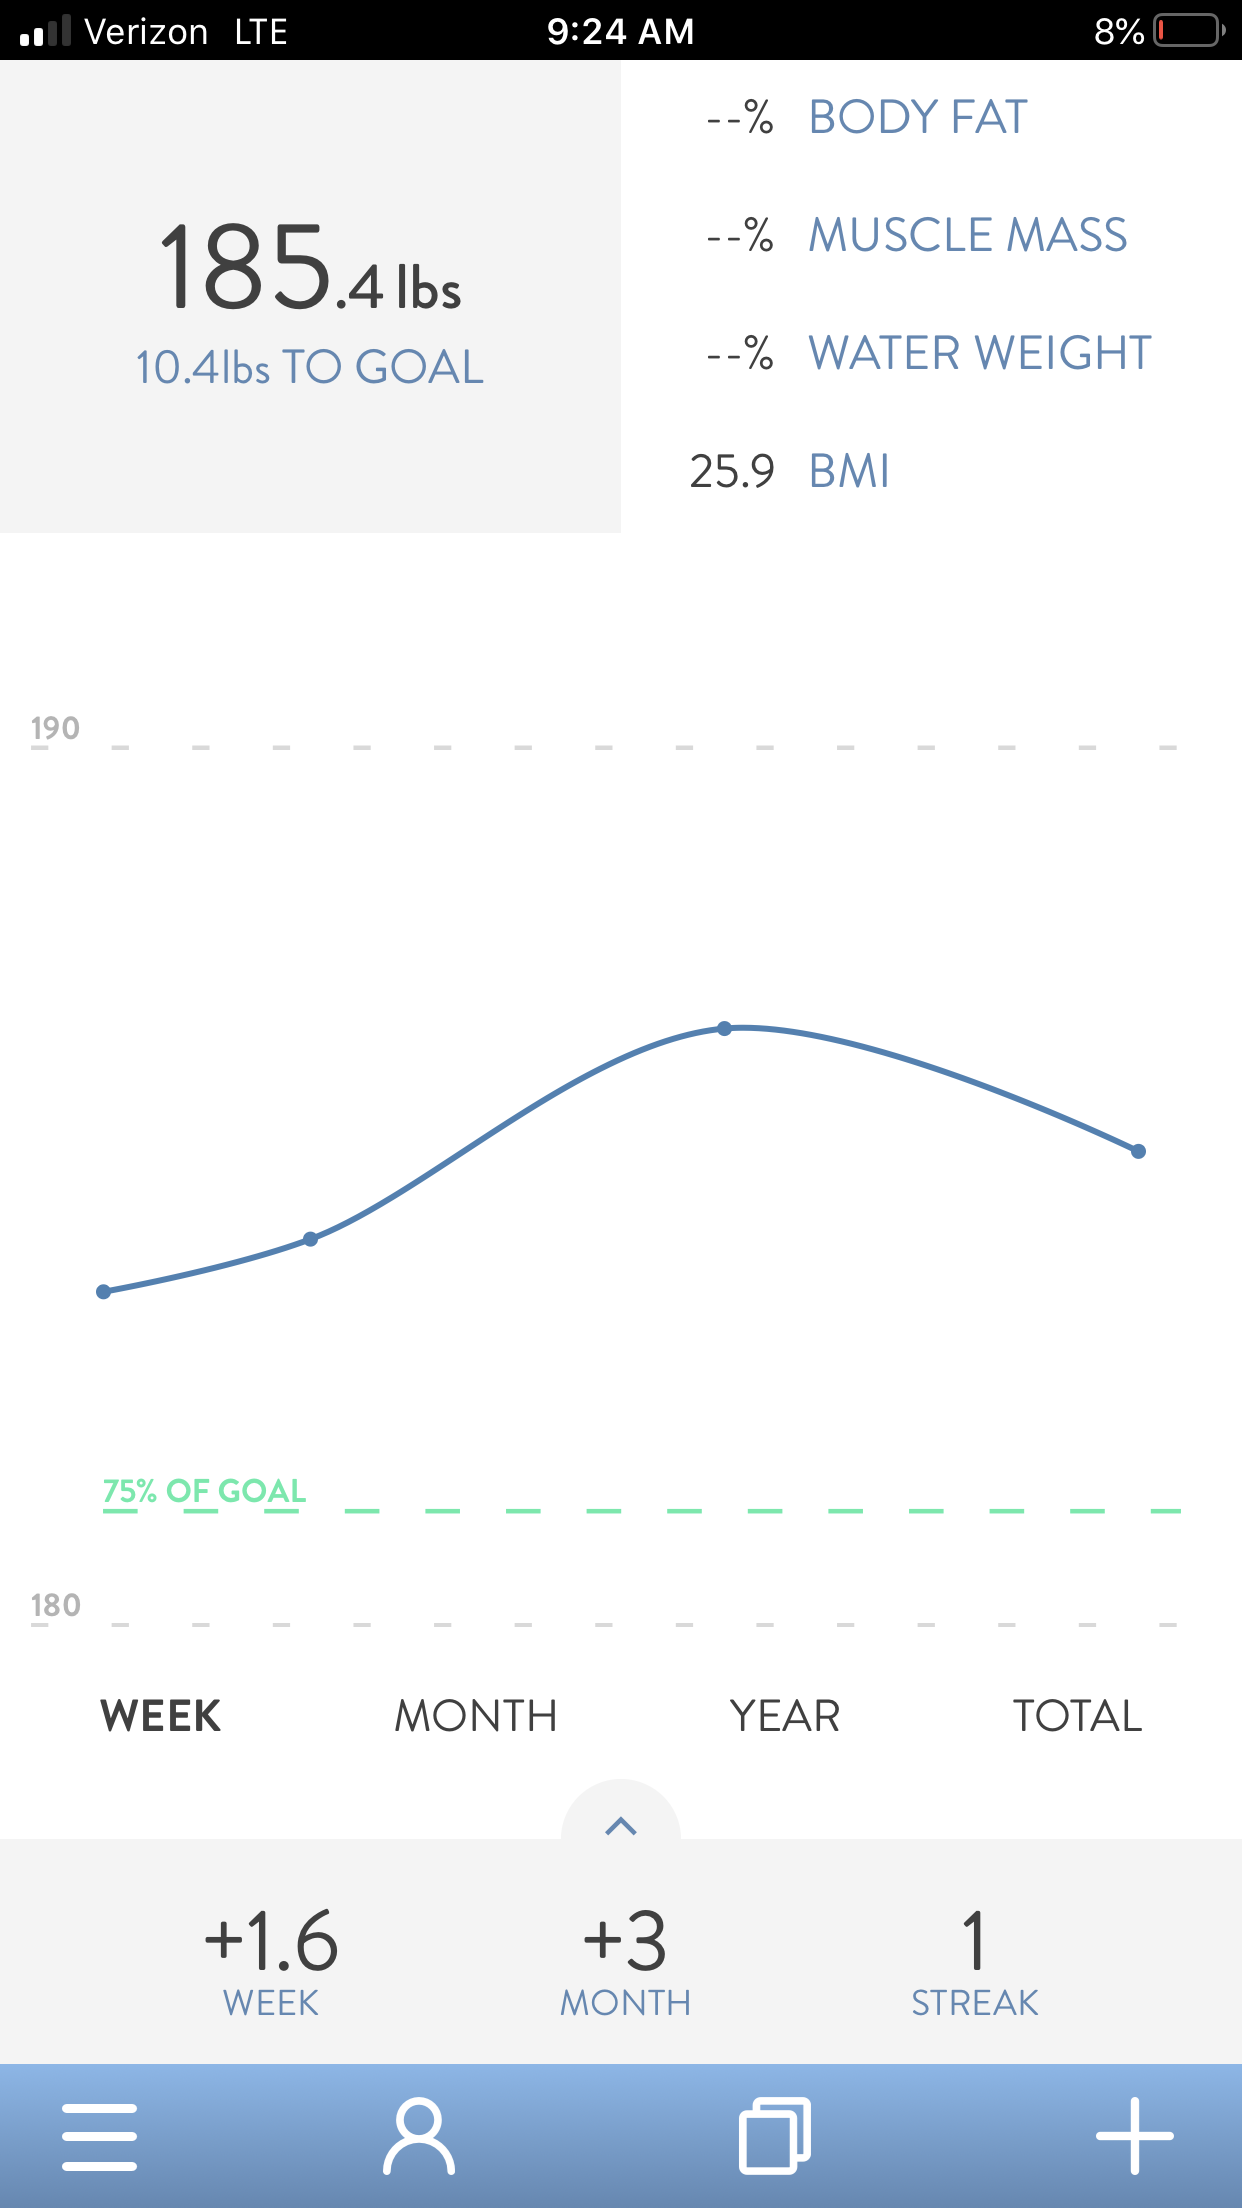 Verizon LTE 9:24 AM 8%
185.4 lbs
10.4lbs TO GOAL
--% BODY FAT
--% MUSCLE MASS
--% WATER WEIGHT
25.9 BMI
190
75% OF GOAL
180
WEEK MONTH YEAR TOTAL
+1.6 +3 1
WEEK MONTH STREAK